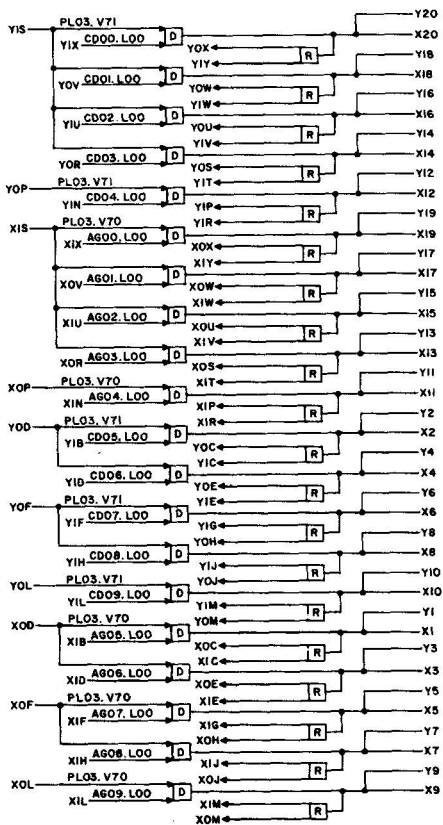 Y1S PL03.V71 Y20
Y1X CD00.L00 D Y0X X20
Y1Y R Y18
Y0V CD01.L00 D Y0W X18
Y1W R Y16
Y1U CD02.L00 D Y0U X16
Y1V R Y14
Y0R CD03.L00 D Y0S X14
Y1T R Y12
Y0P PL03.V71
Y1N CD04.L00 D Y1P X12
Y1R R Y19
X1S PL03.V70
X1X AG00.L00 D X0X X19
X1Y R Y17
X0V AG01.L00 D X0W X17
X1W R Y15
X1U AG02.L00 D X0U X15
X1V R Y13
X0R AG03.L00 D X0S X13
X1T R Y11
X0P PL03.V70
X1N AG04.L00 D X1P X11
X1R R Y2
Y0D PL03.V71
Y1B CD05.L00 D Y0C X2
Y1C R Y4
Y1D CD06.L00 D Y0E X4
Y1E R Y6
Y0F PL03.V71
Y1F CD07.L00 D Y1G X6
Y0H R Y8
Y1H CD08.L00 D Y1J X8
Y0J R Y10
Y0L PL03.V71
Y1L CD09.L00 D Y1M X10
Y0M R Y1
X0D PL03.V70
X1B AG05.L00 D X0C X1
X1C R Y3
X1D AG06.L00 D X0E X3
X1E R Y5
X0F PL03.V70
X1F AG07.L00 D X1G X5
X0H R Y7
X1H AG08.L00 D X1J X7
X0J R Y9
X0L PL03.V70
X1L AG09.L00 D X1M X9
X0M R